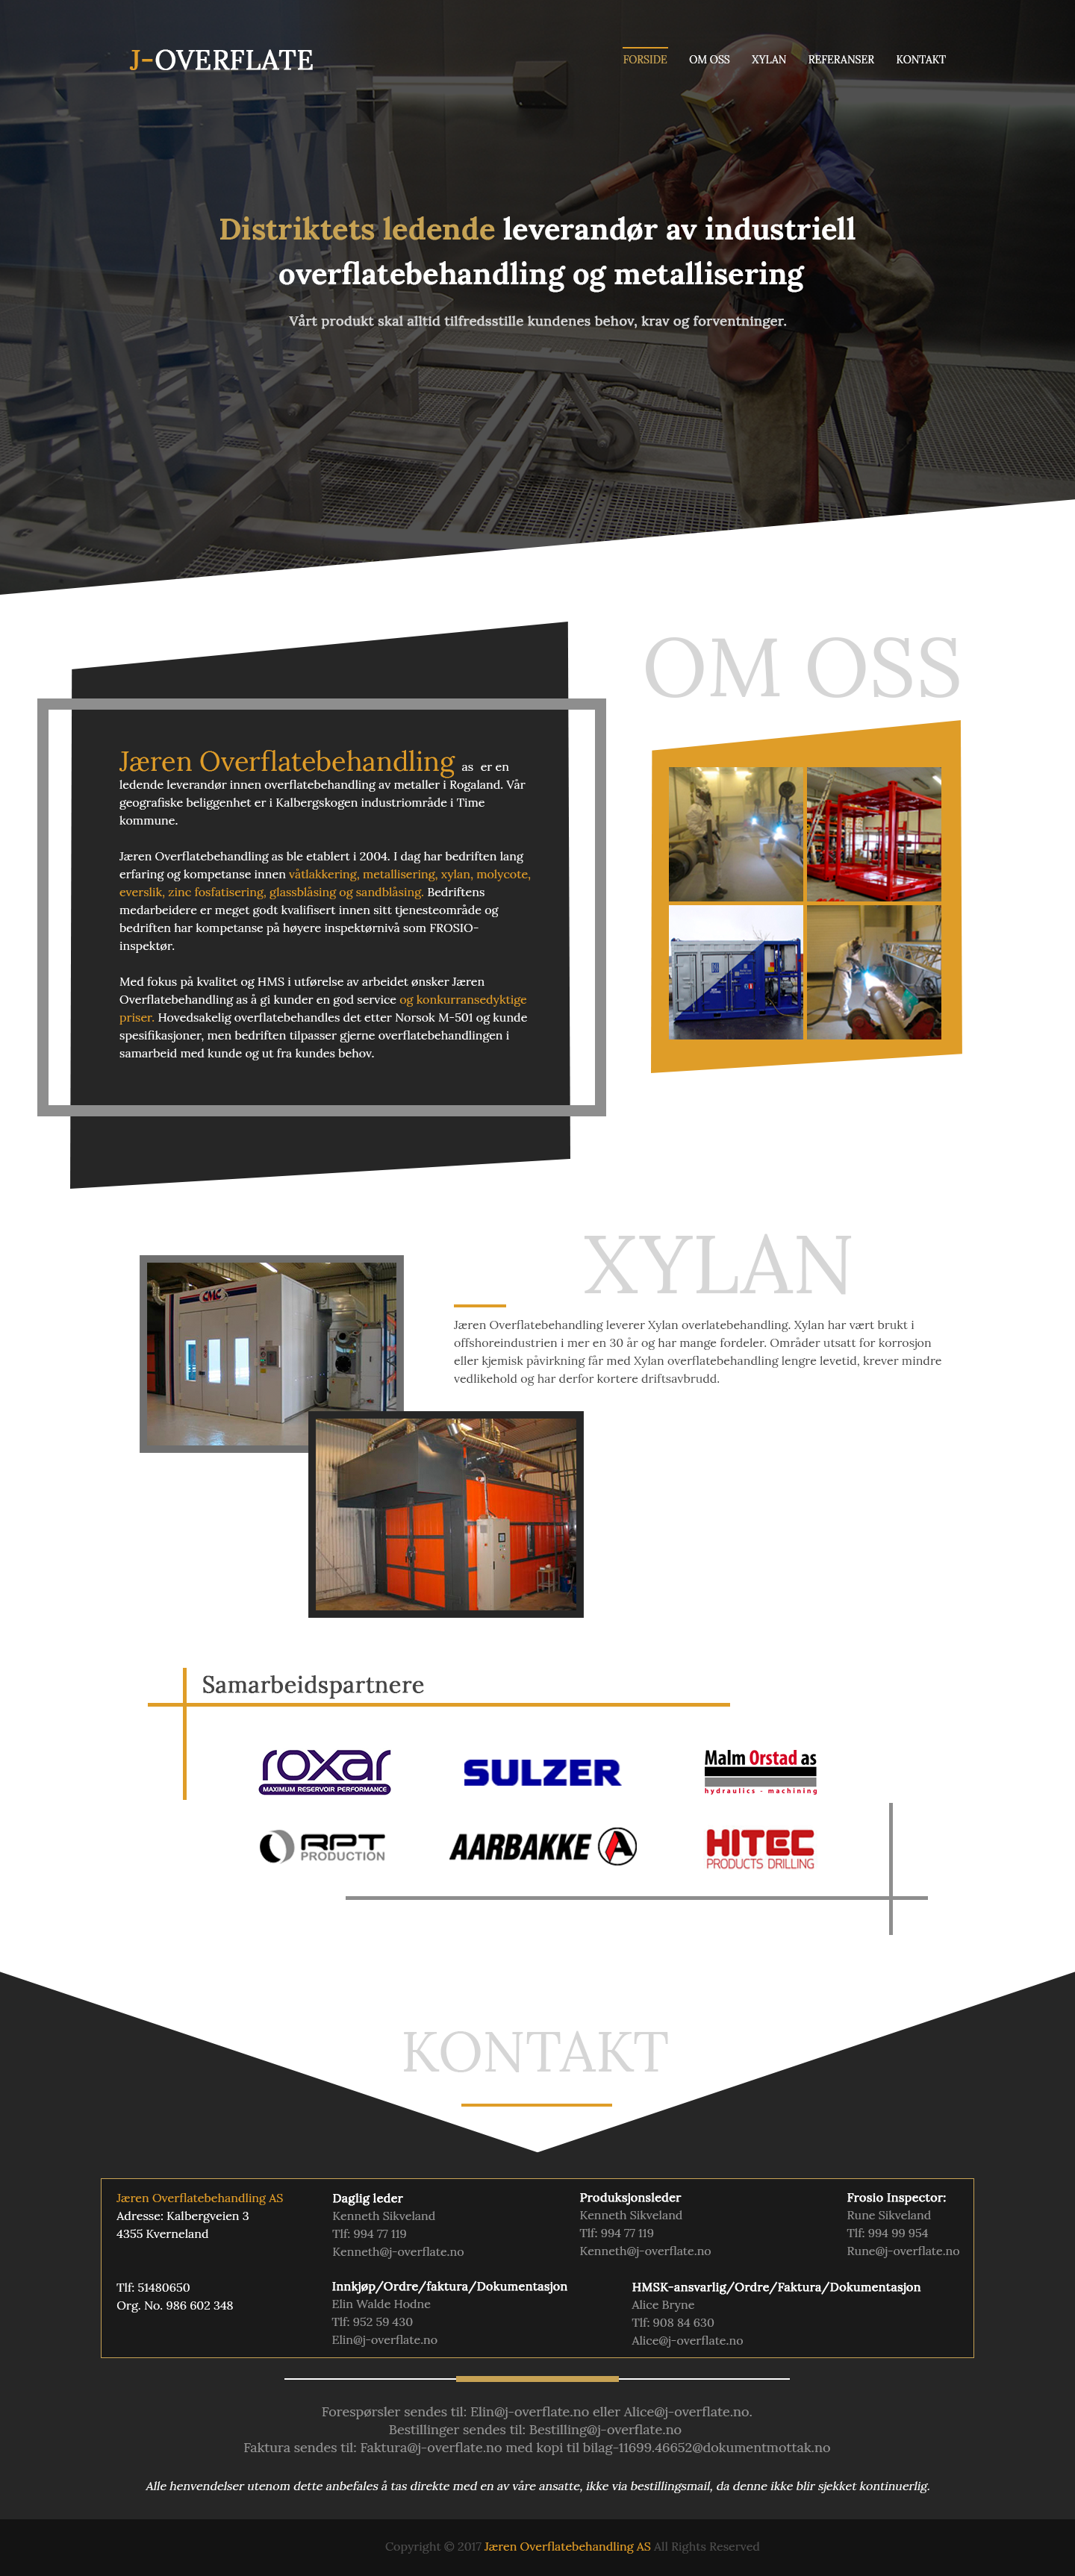 J-OVERFLATE
FORSIDE OM OSS XYLAN REFERANSER KONTAKT
Distriktets ledende leverandør av industriell
overflatebehandling og metallisering
Vårt produkt skal alltid tilfredsstille kundenes behov, krav og forventninger.
OM OSS
Jæren Overflatebehandling as er en
ledende leverandør innen overflatebehandling av metaller i Rogaland. Vår
geografiske beliggenhet er i Kalbergskogen industriområde i Time
kommune.
Jæren Overflatebehandling as ble etablert i 2004. I dag har bedriften lang
erfaring og kompetanse innen våtlakkering, metallisering, xylan, molycote,
everslik, zinc fosfatisering, glassblåsing og sandblåsing. Bedriftens
medarbeidere er meget godt kvalifisert innen sitt tjenesteområde og
bedriften har kompetanse på høyere inspektørnivå som FROSIO-
inspektør.
Med fokus på kvalitet og HMS i utførelse av arbeidet ønsker Jæren
Overflatebehandling as å gi kunder en god service og konkurransedyktige
priser. Hovedsakelig overflatebehandles det etter Norsok M-501 og kunde
spesifikasjoner, men bedriften tilpasser gjerne overflatebehandlingen i
samarbeid med kunde og ut fra kundes behov.
XYLAN
CMC
Jæren Overflatebehandling leverer Xylan overlatebehandling. Xylan har vært brukt i
offshoreindustrien i mer en 30 år og har mange fordeler. Områder utsatt for korrosjon
eller kjemisk påvirkning får med Xylan overflatebehandling lengre levetid, krever mindre
vedlikehold og har derfor kortere driftsavbrudd.
Samarbeidspartnere
roxar
MAXIMUM RESERVOIR PERFORMANCE
SULZER
Malm Orstad as
hydraulics - machining
RPT
PRODUCTION
AARBAKKE A
HITEC
PRODUCTS DRILLING
KONTAKT
Jæren Overflatebehandling AS
Adresse: Kalbergveien 3
4355 Kverneland
Tlf: 51480650
Org. No. 986 602 348
Daglig leder
Kenneth Sikveland
Tlf: 994 77 119
Kenneth@j-overflate.no
Produksjonsleder
Kenneth Sikveland
Tlf: 994 77 119
Kenneth@j-overflate.no
Frosio Inspector:
Rune Sikveland
Tlf: 994 99 954
Rune@j-overflate.no
Innkjøp/Ordre/faktura/Dokumentasjon
Elin Walde Hodne
Tlf: 952 59 430
Elin@j-overflate.no
HMSK-ansvarlig/Ordre/Faktura/Dokumentasjon
Alice Bryne
Tlf: 908 84 630
Alice@j-overflate.no
Forespørsler sendes til: Elin@j-overflate.no eller Alice@j-overflate.no.
Bestillinger sendes til: Bestilling@j-overflate.no
Faktura sendes til: Faktura@j-overflate.no med kopi til bilag-11699.46652@dokumentmottak.no
Alle henvendelser utenom dette anbefales å tas direkte med en av våre ansatte, ikke via bestillingsmail, da denne ikke blir sjekket kontinuerlig.
Copyright © 2017 Jæren Overflatebehandling AS All Rights Reserved